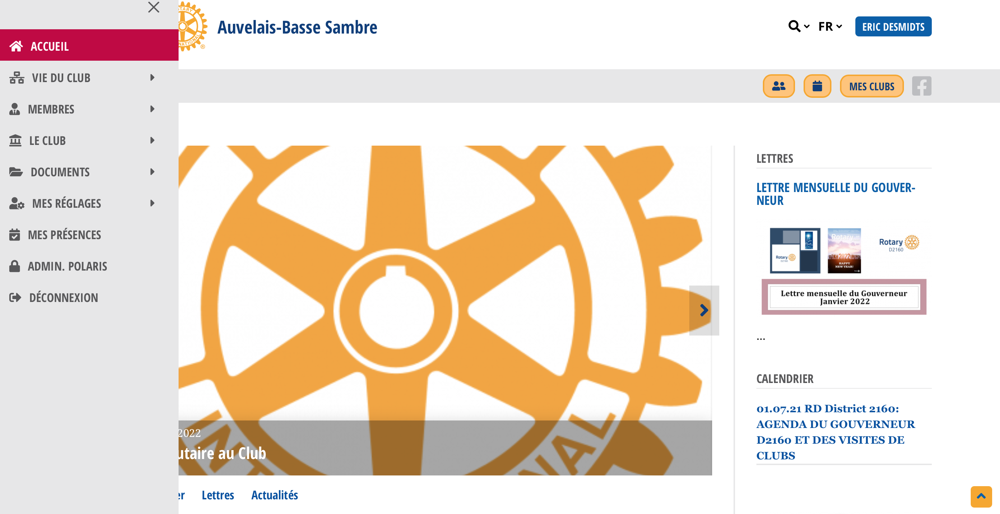 Auvelais-Basse Sambre
FR
ERIC DESMIDTS
ACCUEIL
VIE DU CLUB
MEMBRES
LE CLUB
DOCUMENTS
MES RÉGLAGES
MES PRÉSENCES
ADMIN. POLARIS
DÉCONNEXION
MES CLUBS
2022
utaire au Club
er
Lettres
Actualités
LETTRES
LETTRE MENSUELLE DU GOUVER-
NEUR
Rotary
D2160
Rotary
2022
HAPPY
NEW YEAR!
Rotary
D2160
Lettre mensuelle du Gouverneur
Janvier 2022
...
CALENDRIER
01.07.21 RD District 2160:
AGENDA DU GOUVERNEUR
D2160 ET DES VISITES DE
CLUBS